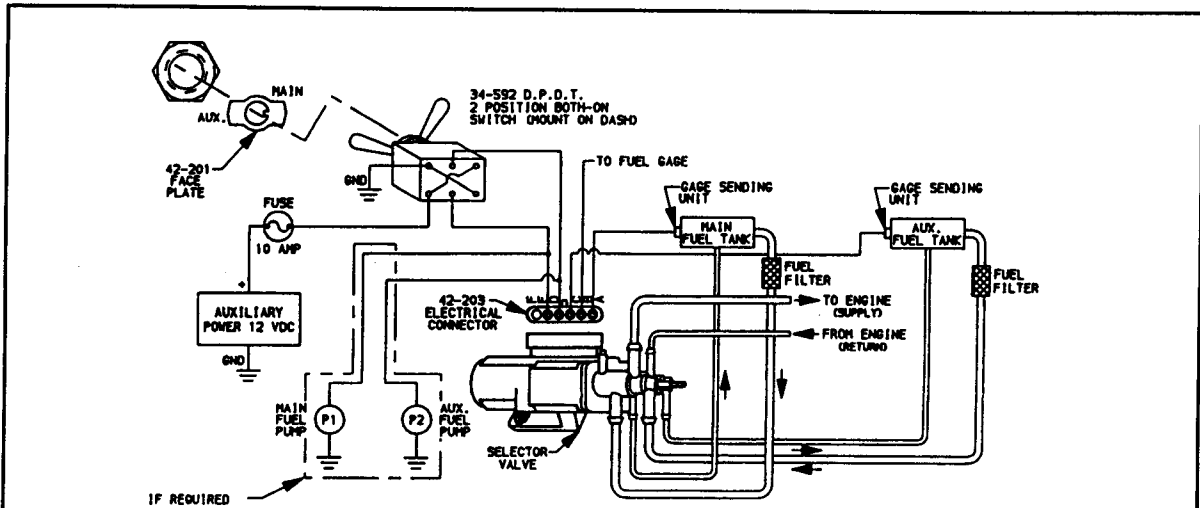 MAIN
AUX.
42-201
FACE
PLATE
34-592 D.P.D.T.
2 POSITION BOTH-ON
SWITCH (MOUNT ON DASH)
GND
TO FUEL GAGE
FUSE
10 AMP
GAGE SENDING
UNIT
MAIN
FUEL TANK
GAGE SENDING
UNIT
AUX.
FUEL TANK
FUEL
FILTER
FUEL
FILTER
+
AUXILIARY
POWER 12 VDC
GND
42-203
ELECTRICAL
CONNECTOR
TO ENGINE
(SUPPLY)
FROM ENGINE
(RETURN)
MAIN
FUEL
PUMP
P1
P2
AUX.
FUEL
PUMP
SELECTOR
VALVE
IF REQUIRED